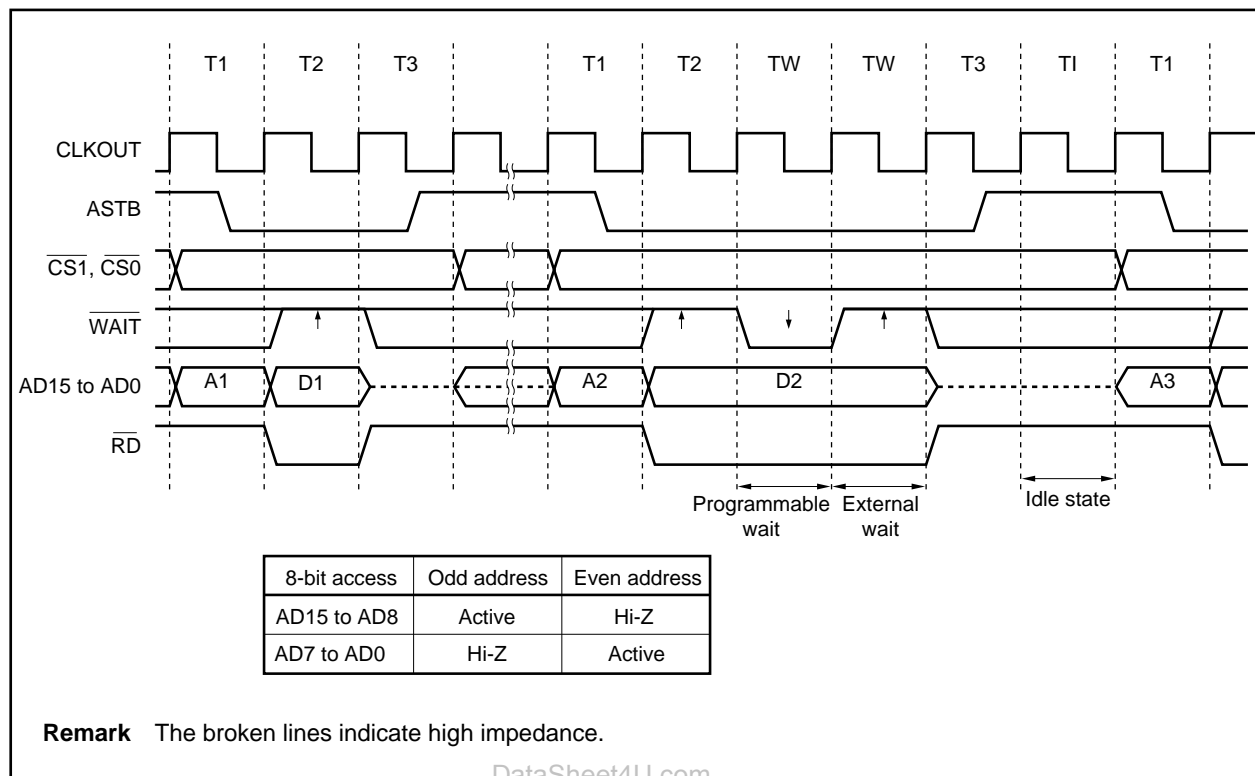 T1 T2 T3 T1 T2 TW TW T3 TI T1
CLKOUT
ASTB
CS1, CS0
WAIT
AD15 to AD0 A1 D1 A2 D2 A3
RD
Programmable wait
External wait
Idle state
8-bit access Odd address Even address
AD15 to AD8 Active Hi-Z
AD7 to AD0 Hi-Z Active
Remark The broken lines indicate high impedance.
DataSheet4U.com